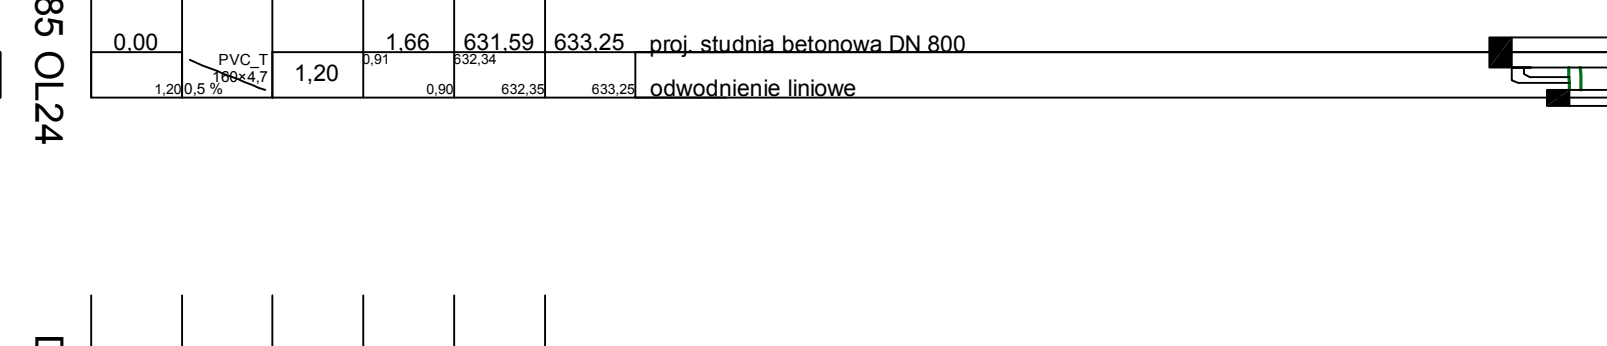 85 OL24
0,00 1,66 631,59 633,25 proj. studnia betonowa DN 800
PVC_T 0,91 632,34
160×4,7 1,20
1,20 0,5 % 0,90 632,35 633,25 odwodnienie liniowe